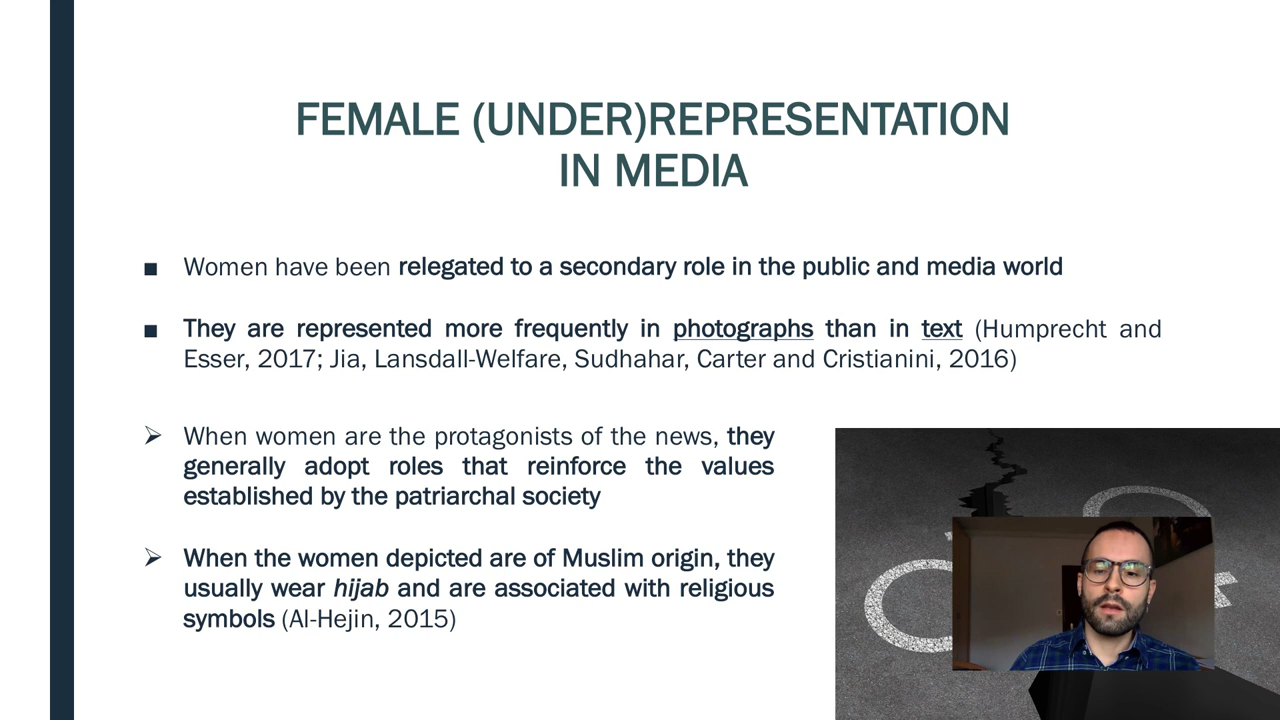 FEMALE (UNDER)REPRESENTATION
IN MEDIA
■ Women have been relegated to a secondary role in the public and media world
■ They are represented more frequently in photographs than in text (Humprecht and
Esser, 2017; Jia, Lansdall-Welfare, Sudhahar, Carter and Cristianini, 2016)
➢ When women are the protagonists of the news, they
generally adopt roles that reinforce the values
established by the patriarchal society
➢ When the women depicted are of Muslim origin, they
usually wear hijab and are associated with religious
symbols (Al-Hejin, 2015)